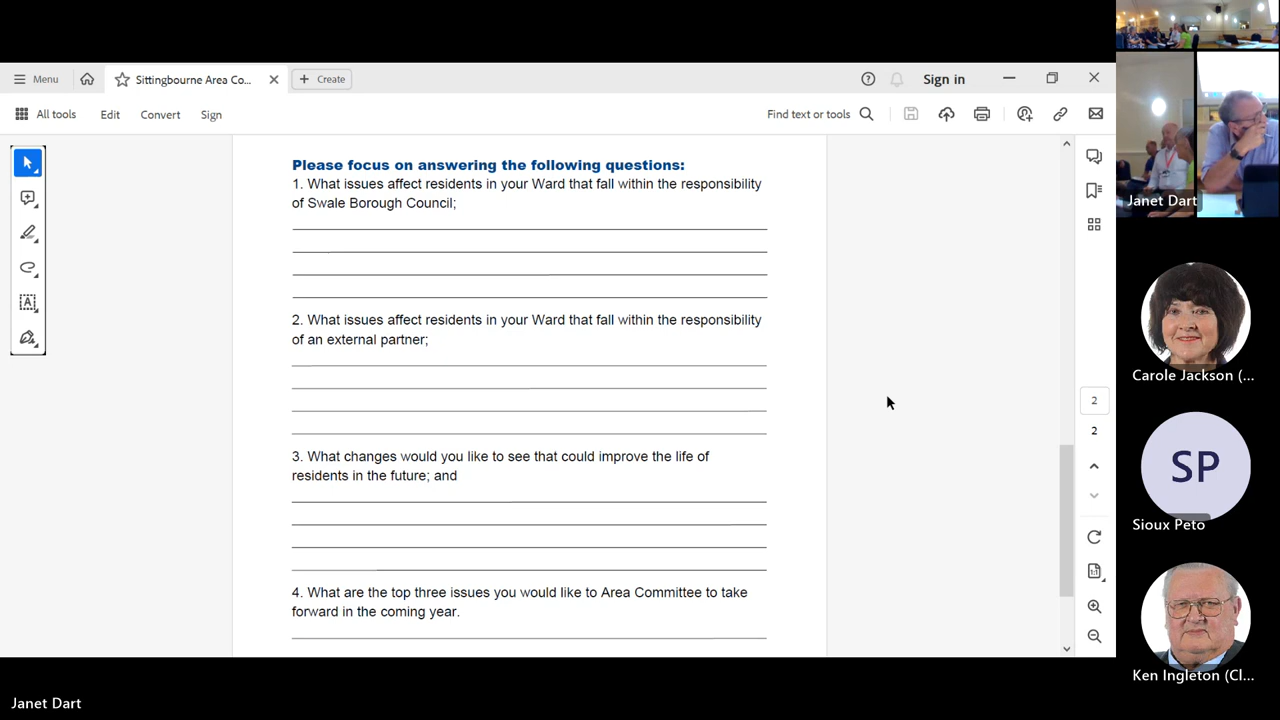 Menu
Sittingbourne Area Co...
Create
Sign in
All tools
Edit
Convert
Sign
Find text or tools
Please focus on answering the following questions:
1. What issues affect residents in your Ward that fall within the responsibility
of Swale Borough Council;
2. What issues affect residents in your Ward that fall within the responsibility
of an external partner;
3. What changes would you like to see that could improve the life of
residents in the future; and
4. What are the top three issues you would like to Area Committee to take
forward in the coming year.
2
2
Janet Dart
Carole Jackson (...
SP
Sioux Peto
Ken Ingleton (Cl...
Janet Dart